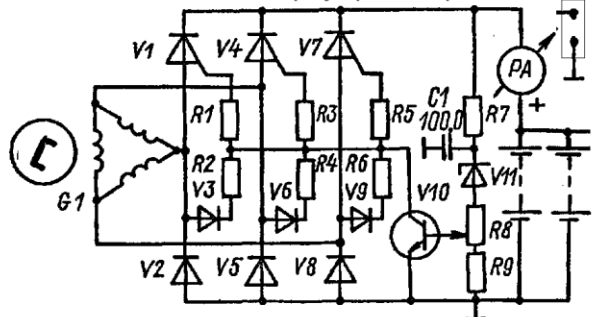 V1 V4 V7 PA
+
R1 R3 R5 C1 100,0 R7
R2 R4 R6
V3 V6 V9 V10 V11
G1
R8
V2 V5 V8 R9